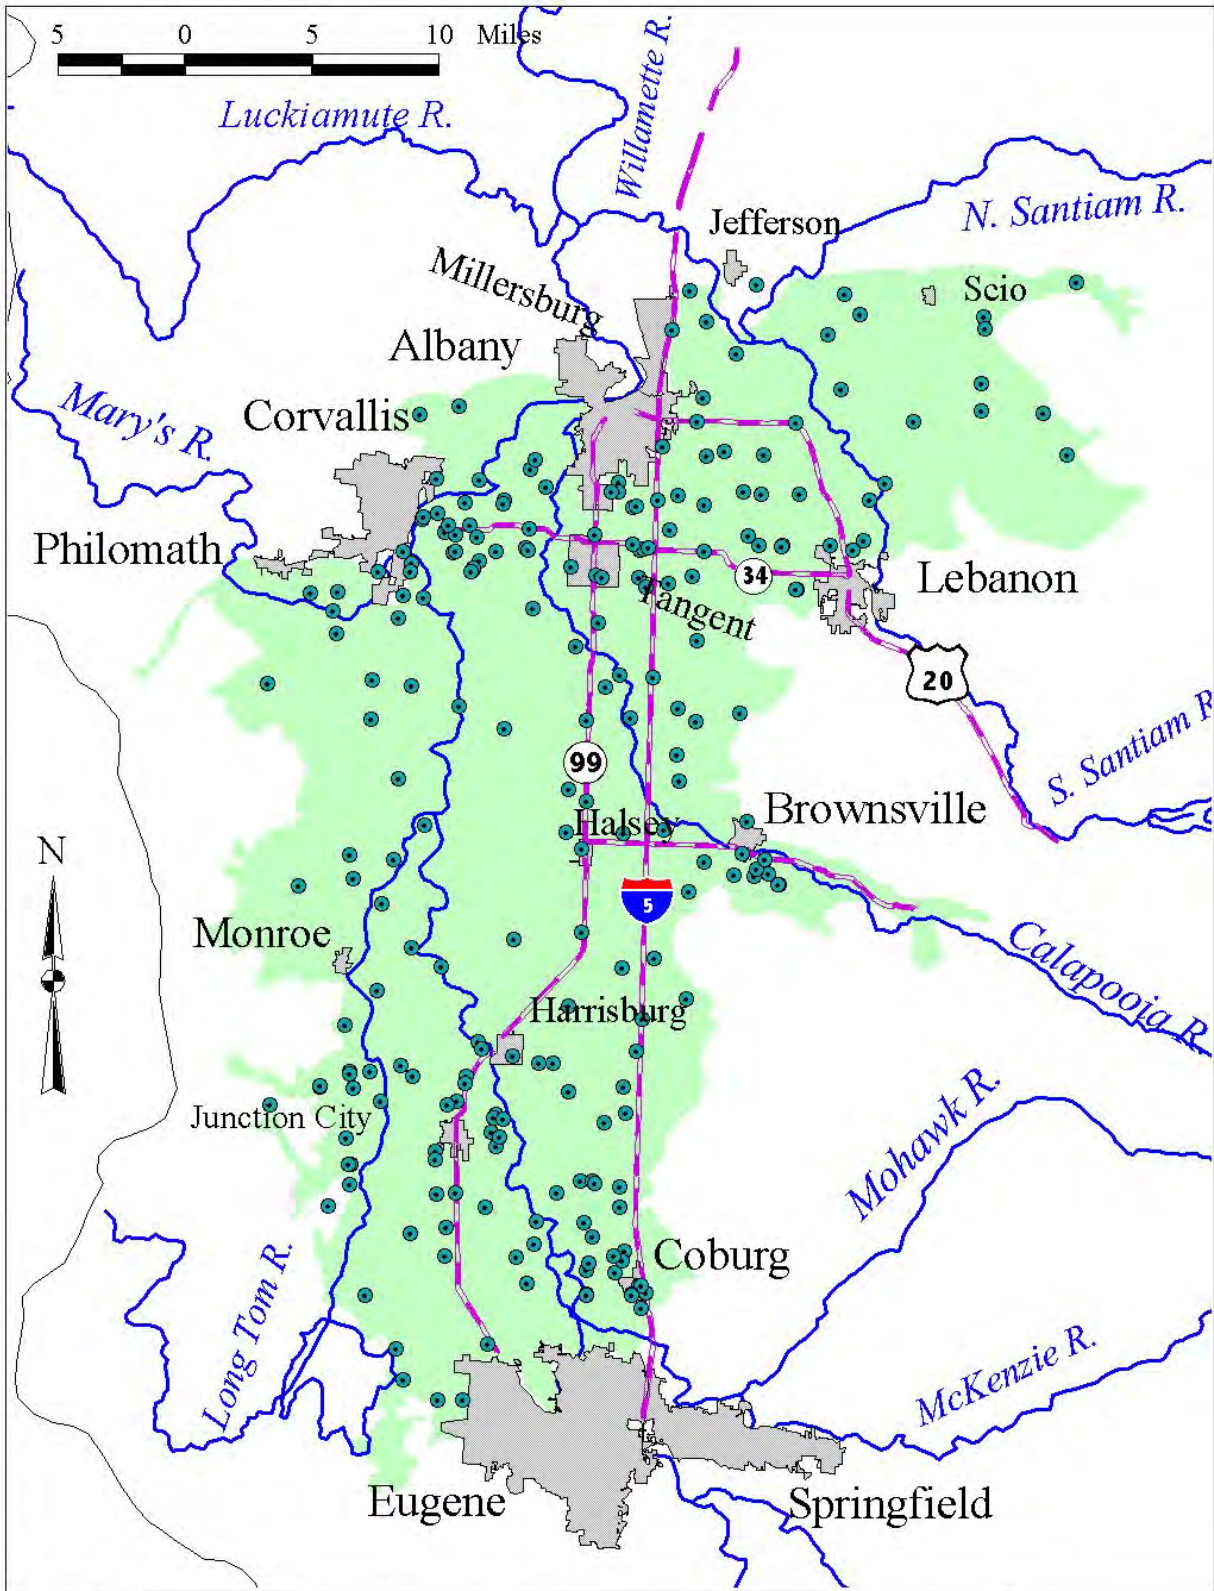 5 0 5 10 Miles
Luckiamute R.
Willamette R.
N. Santiam R.
Jefferson
Millersburg
Scio
Albany
Mary's R.
Corvallis
Philomath
34
Lebanon
Tangent
20
S. Santiam R.
99
Halsey
Brownsville
N
5
Monroe
Calapooia R.
Harrisburg
Junction City
Mohawk R.
Coburg
Long Tom R.
McKenzie R.
Eugene
Springfield